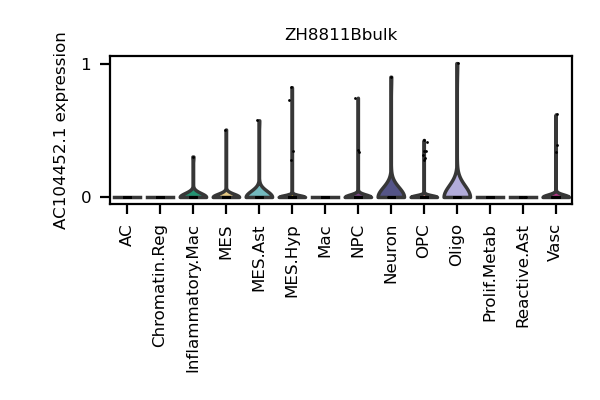 ZH8811Bbulk
AC104452.1 expression
1
0
AC
Chromatin.Reg
Inflammatory.Mac
MES
MES.Ast
MES.Hyp
Mac
NPC
Neuron
OPC
Oligo
Prolif.Metab
Reactive.Ast
Vasc